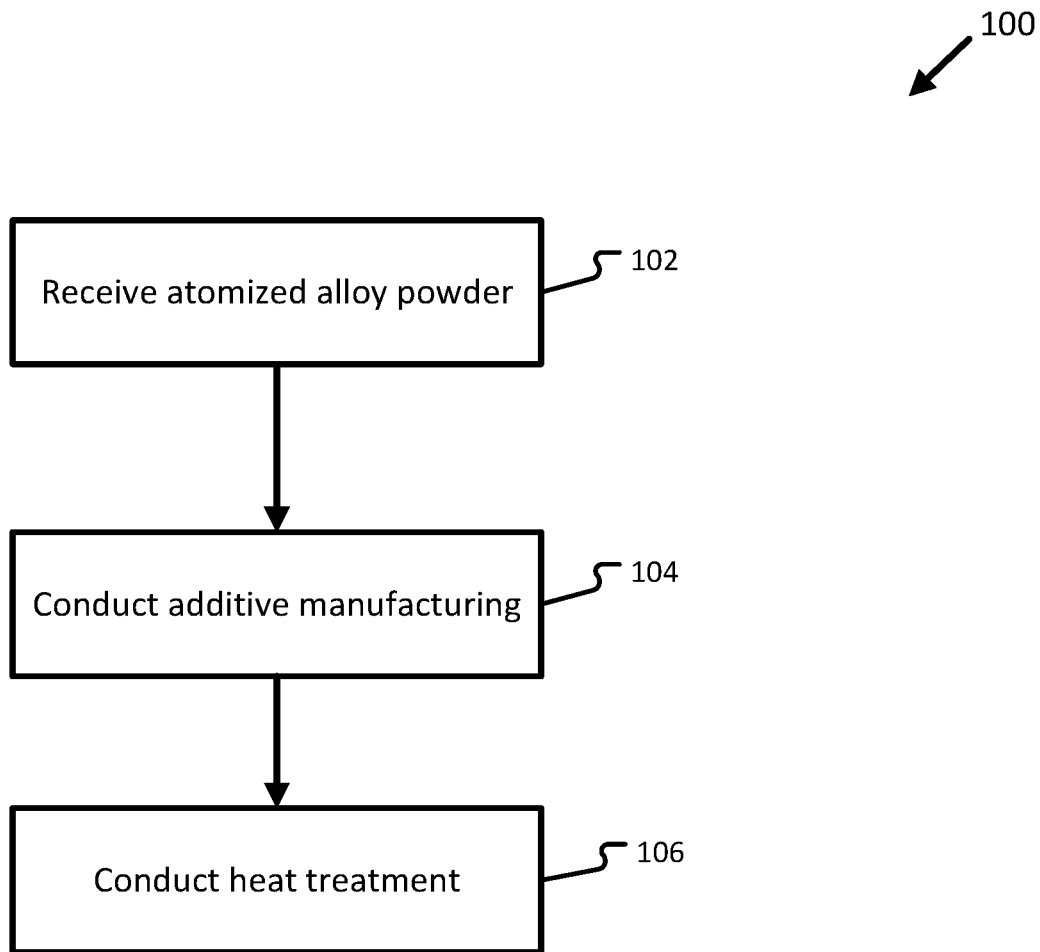 100
Receive atomized alloy powder
102
Conduct additive manufacturing
104
Conduct heat treatment
106